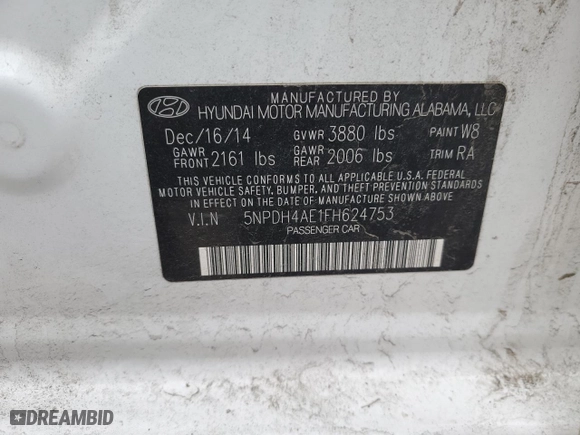 MANUFACTURED BY
HYUNDAI MOTOR MANUFACTURING ALABAMA, LLC
Dec/16/14 GVWR 3880 lbs PAINT W8
GAWR FRONT 2161 lbs GAWR REAR 2006 lbs TRIM RA
THIS VEHICLE CONFORMS TO ALL APPLICABLE U.S.A. FEDERAL
MOTOR VEHICLE SAFETY, BUMPER, AND THEFT PREVENTION STANDARDS
IN EFFECT ON THE DATE OF MANUFACTURE SHOWN ABOVE
V.I.N 5NPDH4AE1FH624753
PASSENGER CAR
DREAMBID